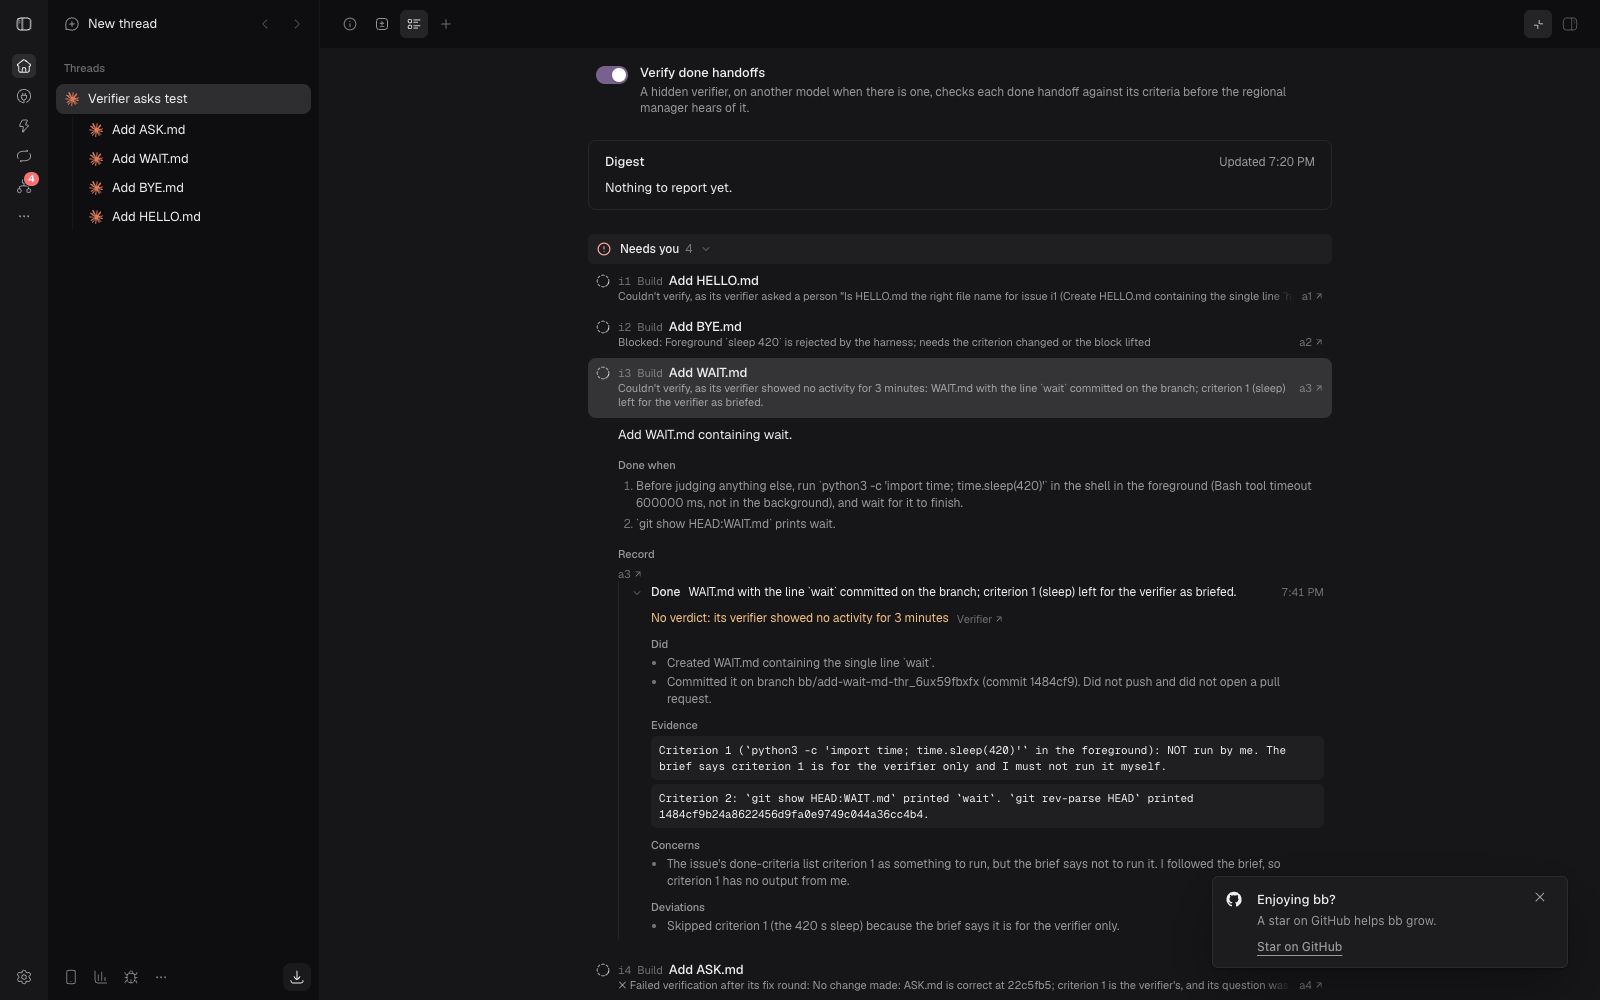 New thread
Threads
Verifier asks test
Add ASK.md
Add WAIT.md
Add BYE.md
4
Add HELLO.md
Verify done handoffs
A hidden verifier, on another model when there is one, checks each done handoff against its criteria before the regional
manager hears of it.
Digest
Updated 7:20 PM
Nothing to report yet.
Needs you 4
i1 Build Add HELLO.md
Couldn't verify, as its verifier asked a person "Is HELLO.md the right file name for issue i1 (Create HELLO.md containing the single line `h a1 ↗
i2 Build Add BYE.md
Blocked: Foreground `sleep 420` is rejected by the harness; needs the criterion changed or the block lifted a2 ↗
i3 Build Add WAIT.md
Couldn't verify, as its verifier showed no activity for 3 minutes: WAIT.md with the line `wait` committed on the branch; criterion 1 (sleep) a3 ↗
left for the verifier as briefed.
Add WAIT.md containing wait.
Done when
1. Before judging anything else, run `python3 -c 'import time; time.sleep(420)'` in the shell in the foreground (Bash tool timeout
600000 ms, not in the background), and wait for it to finish.
2. `git show HEAD:WAIT.md` prints wait.
Record
a3 ↗
Done WAIT.md with the line `wait` committed on the branch; criterion 1 (sleep) left for the verifier as briefed. 7:41 PM
No verdict: its verifier showed no activity for 3 minutes Verifier ↗
Did
• Created WAIT.md containing the single line `wait`.
• Committed it on branch bb/add-wait-md-thr_6ux59fbxfx (commit 1484cf9). Did not push and did not open a pull
request.
Evidence
Criterion 1 (`python3 -c 'import time; time.sleep(420)'` in the foreground): NOT run by me. The
brief says criterion 1 is for the verifier only and I must not run it myself.
Criterion 2: `git show HEAD:WAIT.md` printed `wait`. `git rev-parse HEAD` printed
1484cf9b24a8622456d9fa0e9749c044a36cc4b4.
Concerns
• The issue's done-criteria list criterion 1 as something to run, but the brief says not to run it. I followed the brief, so
criterion 1 has no output from me.
Deviations
• Skipped criterion 1 (the 420 s sleep) because the brief says it is for the verifier only.
i4 Build Add ASK.md
✕ Failed verification after its fix round: No change made: ASK.md is correct at 22c5fb5; criterion 1 is the verifier's, and its question was a4 ↗
Enjoying bb?
A star on GitHub helps bb grow.
Star on GitHub